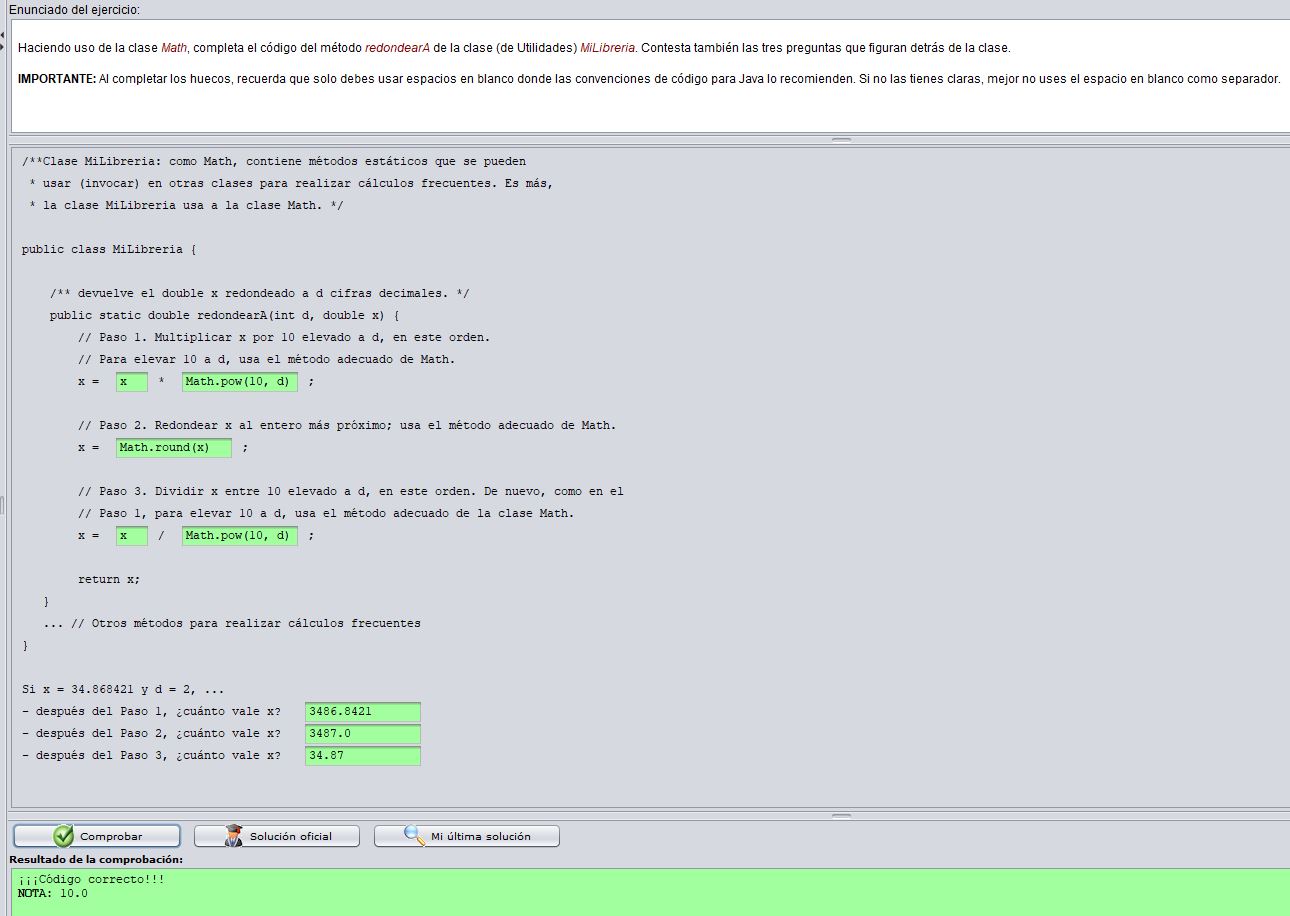 Enunciado del ejercicio:
Haciendo uso de la clase Math, completa el código del método redondearA de la clase (de Utilidades) MiLibreria. Contesta también las tres preguntas que figuran detrás de la clase.
IMPORTANTE: Al completar los huecos, recuerda que solo debes usar espacios en blanco donde las convenciones de código para Java lo recomienden. Si no las tienes claras, mejor no uses el espacio en blanco como separador.
/**Clase MiLibreria: como Math, contiene métodos estáticos que se pueden
 * usar (invocar) en otras clases para realizar cálculos frecuentes. Es más,
 * la clase MiLibreria usa a la clase Math. */
public class MiLibreria {
    /** devuelve el double x redondeado a d cifras decimales. */
    public static double redondearA(int d, double x) {
        // Paso 1. Multiplicar x por 10 elevado a d, en este orden.
        // Para elevar 10 a d, usa el método adecuado de Math.
        x = x * Math.pow(10, d) ;
        // Paso 2. Redondear x al entero más próximo; usa el método adecuado de Math.
        x = Math.round(x) ;
        // Paso 3. Dividir x entre 10 elevado a d, en este orden. De nuevo, como en el
        // Paso 1, para elevar 10 a d, usa el método adecuado de la clase Math.
        x = x / Math.pow(10, d) ;
        return x;
   }
   ... // Otros métodos para realizar cálculos frecuentes
}
Si x = 34.868421 y d = 2, ...
- después del Paso 1, ¿cuánto vale x? 3486.8421
- después del Paso 2, ¿cuánto vale x? 3487.0
- después del Paso 3, ¿cuánto vale x? 34.87
Comprobar Solución oficial Mi última solución
Resultado de la comprobación:
¡¡¡Código correcto!!!
NOTA: 10.0